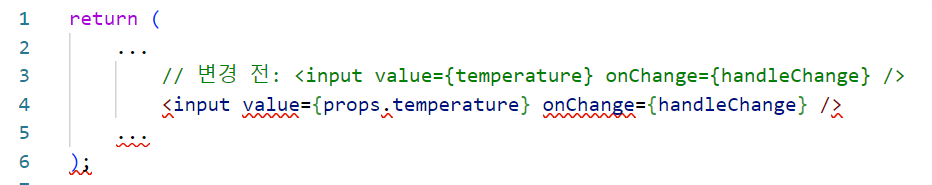 1 return (
2 ...
3 // 변경 전: <input value={temperature} onChange={handleChange} />
4 <input value={props.temperature} onChange={handleChange} />
5 ...
6 );